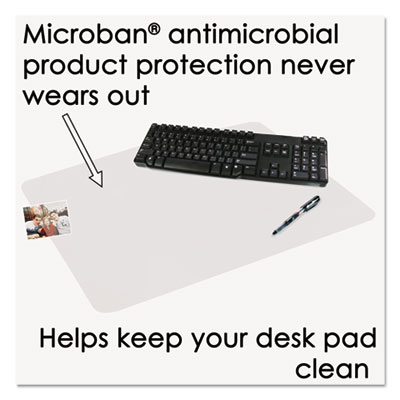 Microban® antimicrobial
product protection never
wears out
Helps keep your desk pad
clean